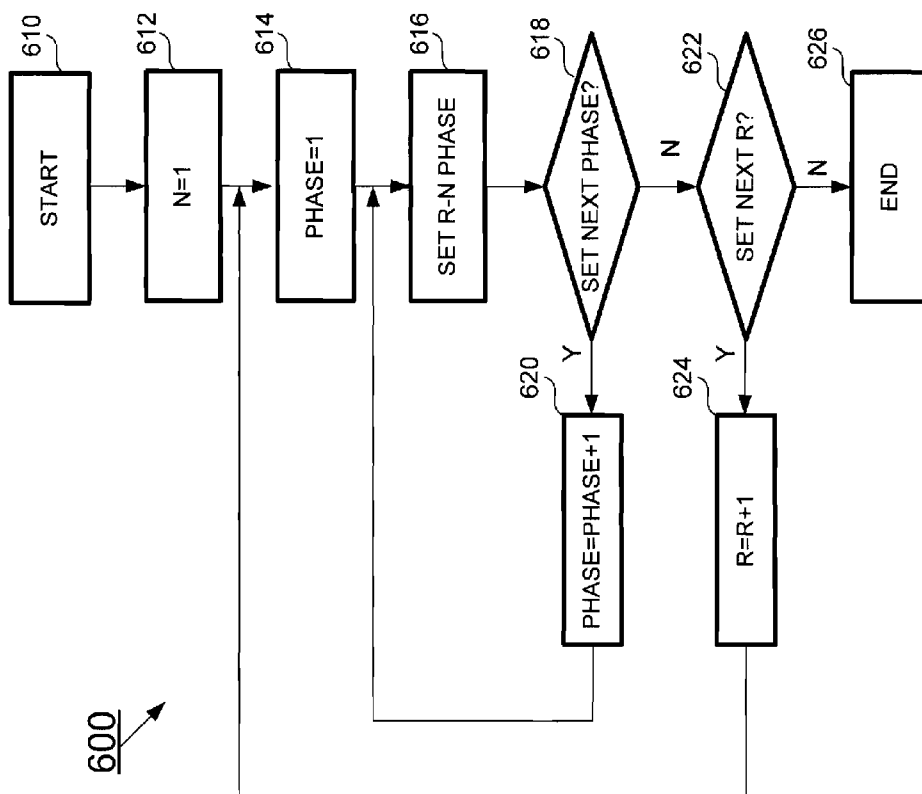 600
START
610
N=1
612
PHASE=1
614
SET R-N PHASE
616
SET NEXT PHASE?
618
Y
N
PHASE=PHASE+1
620
SET NEXT R?
622
Y
N
R=R+1
624
END
626